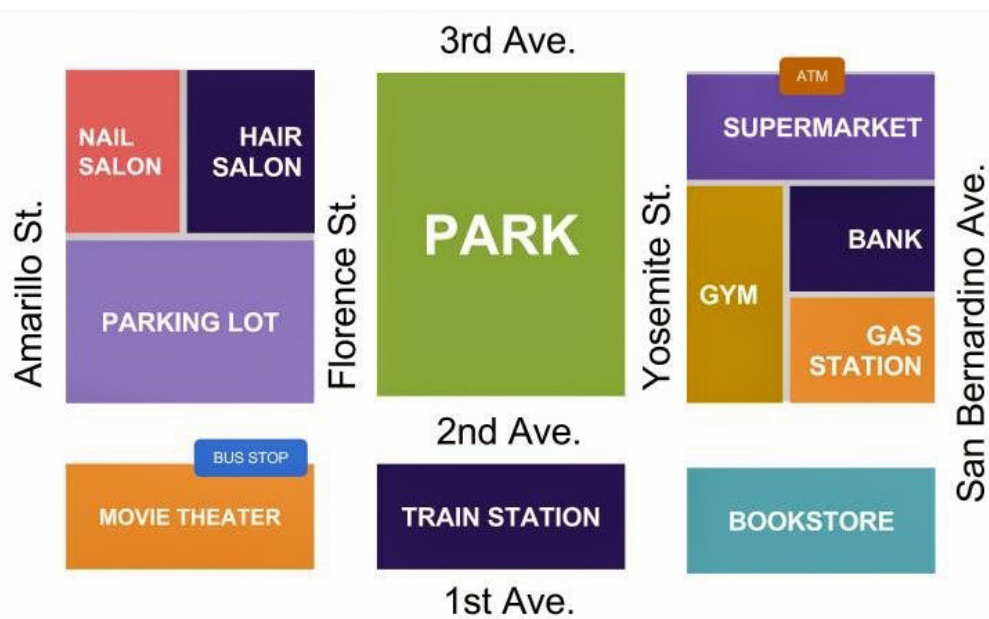 3rd Ave.
ATM
NAIL
SALON
HAIR
SALON
SUPERMARKET
Amarillo St.
Florence St.
PARK
Yosemite St.
San Bernardino Ave.
BANK
GYM
PARKING LOT
GAS
STATION
2nd Ave.
BUS STOP
MOVIE THEATER
TRAIN STATION
BOOKSTORE
1st Ave.